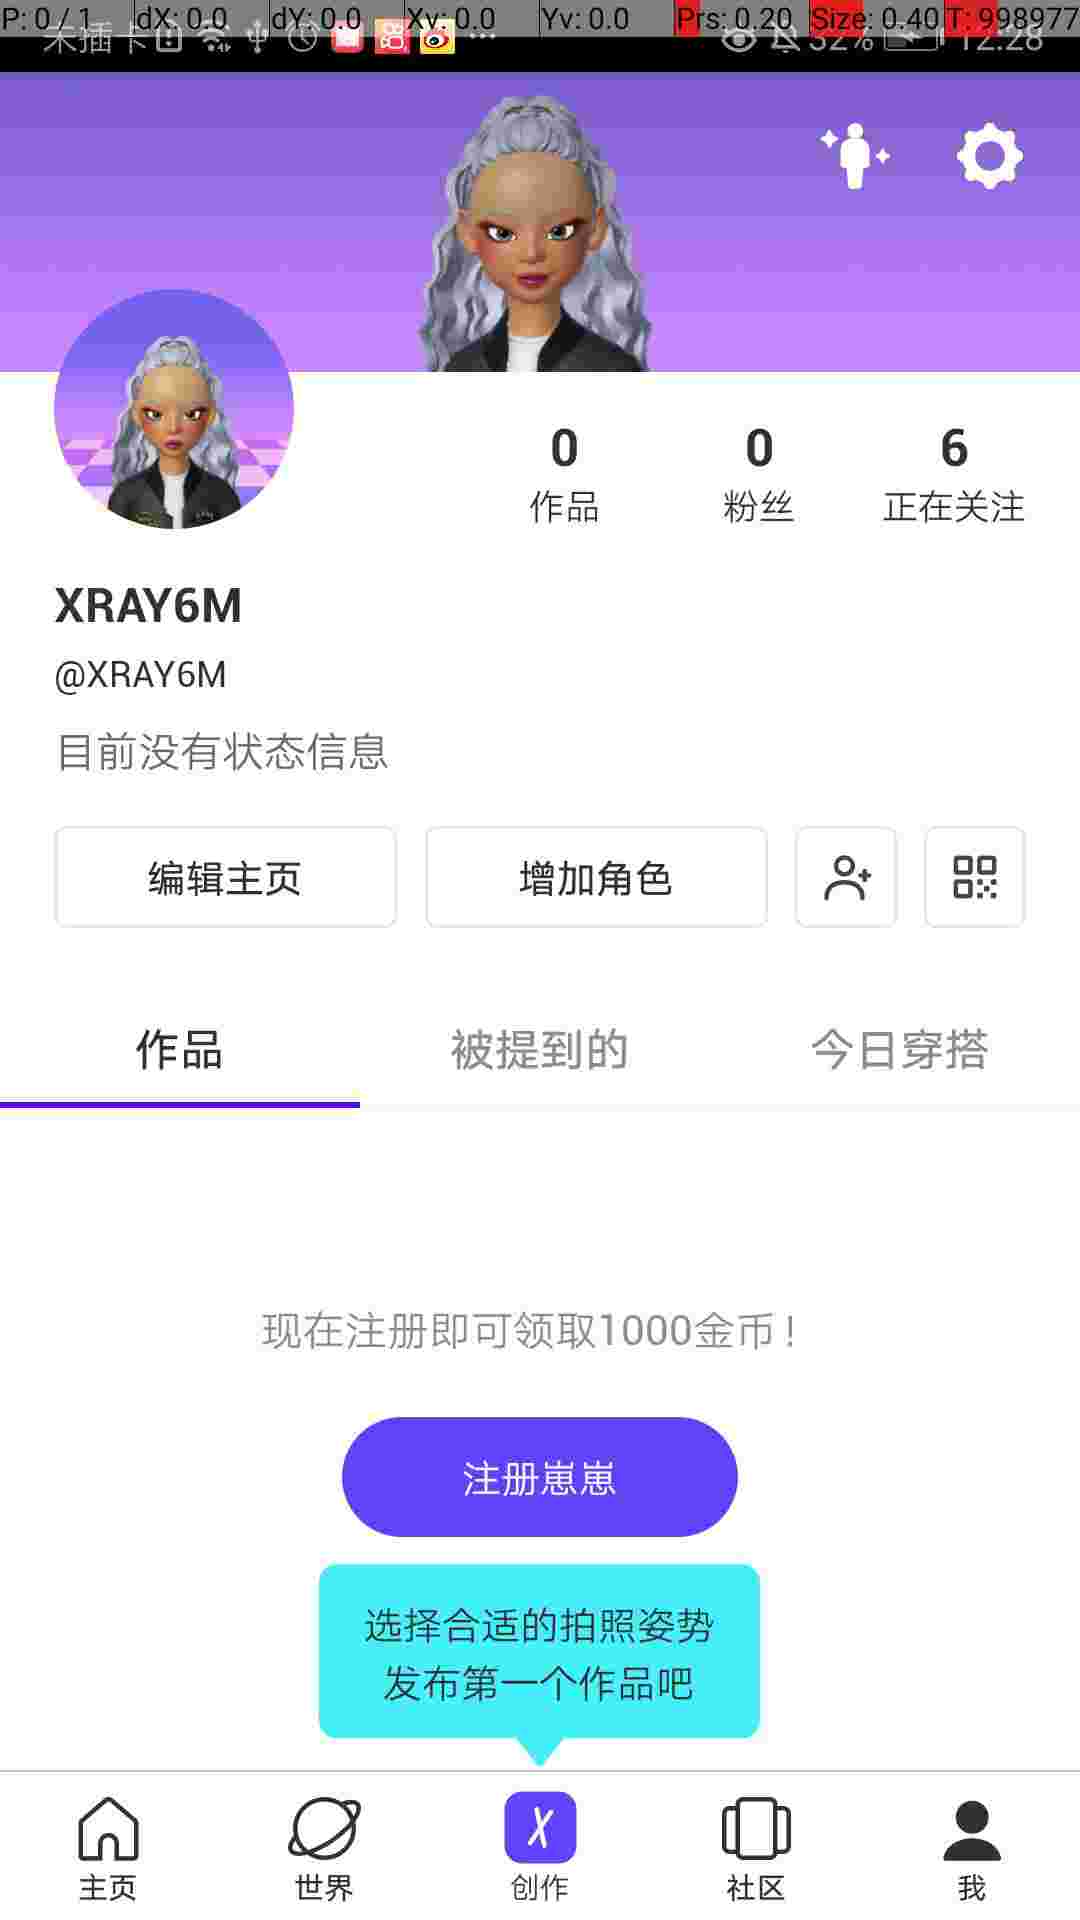 P: 0 / 1 dX: 0.0 dY: 0.0 Xv: 0.0 Yv: 0.0 Prs: 0.20 Size: 0.40 T: 998977
未插卡 32% 12:28
0 0 6
作品 粉丝 正在关注
XRAY6M
@XRAY6M
目前没有状态信息
编辑主页 增加角色
作品 被提到的 今日穿搭
现在注册即可领取1000金币！
注册崽崽
选择合适的拍照姿势
发布第一个作品吧
主页 世界 创作 社区 我